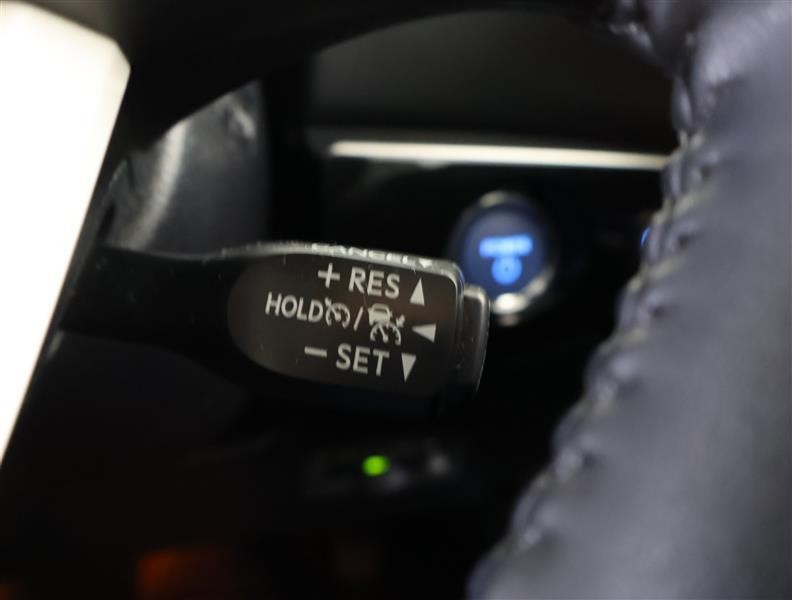 CANCEL
+ RES
HOLD /
− SET